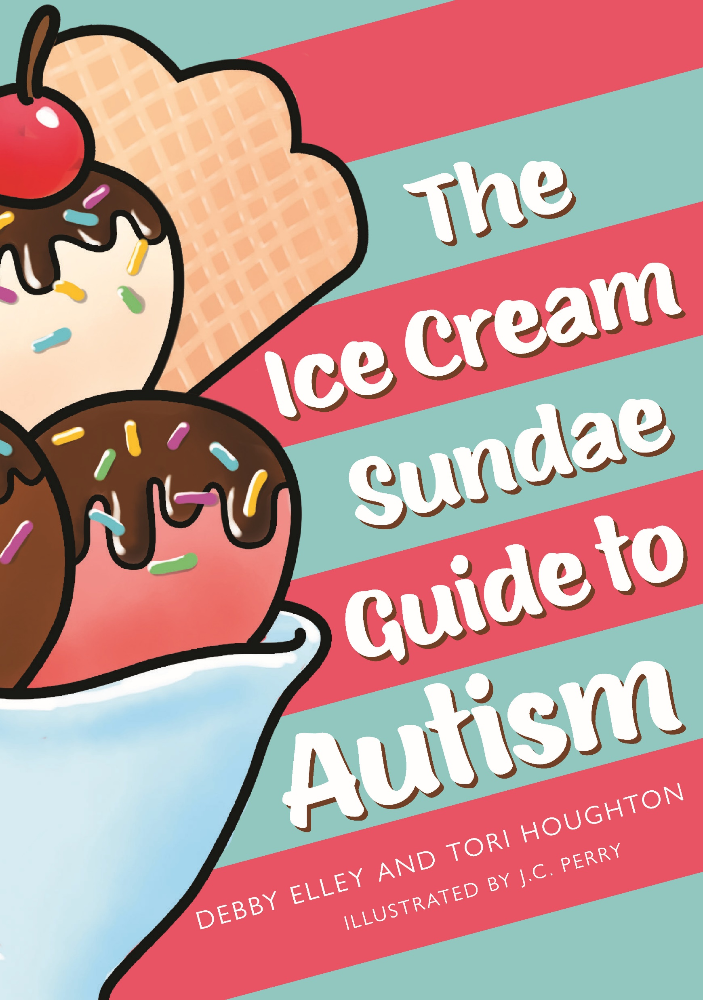 The
Ice Cream
Sundae
Guide to
Autism
DEBBY ELLEY AND TORI HOUGHTON
ILLUSTRATED BY J.C. PERRY